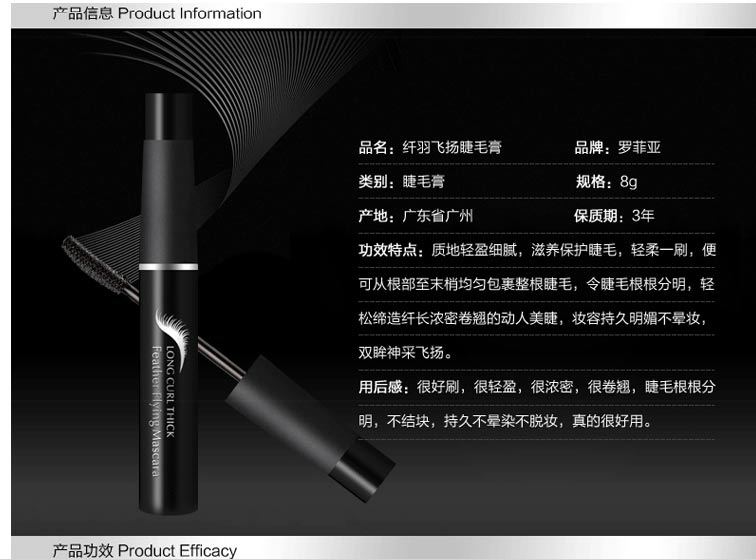 产品信息 Product Information
品名：纤羽飞扬睫毛膏 品牌：罗菲亚
类别：睫毛膏 规格：8g
产地：广东省广州 保质期：3年
功效特点：质地轻盈细腻，滋养保护睫毛，轻柔一刷，便
可从根部至末梢均匀包裹整根睫毛，令睫毛根根分明，轻
松缔造纤长浓密卷翘的动人美睫，妆容持久明媚不晕妆，
双眸神采飞扬。
用后感：很好刷，很轻盈，很浓密，很卷翘，睫毛根根分
明，不结块，持久不晕染不脱妆，真的很好用。
LONG CURL THICK
Feather Flying Mascara
产品功效 Product Efficacy